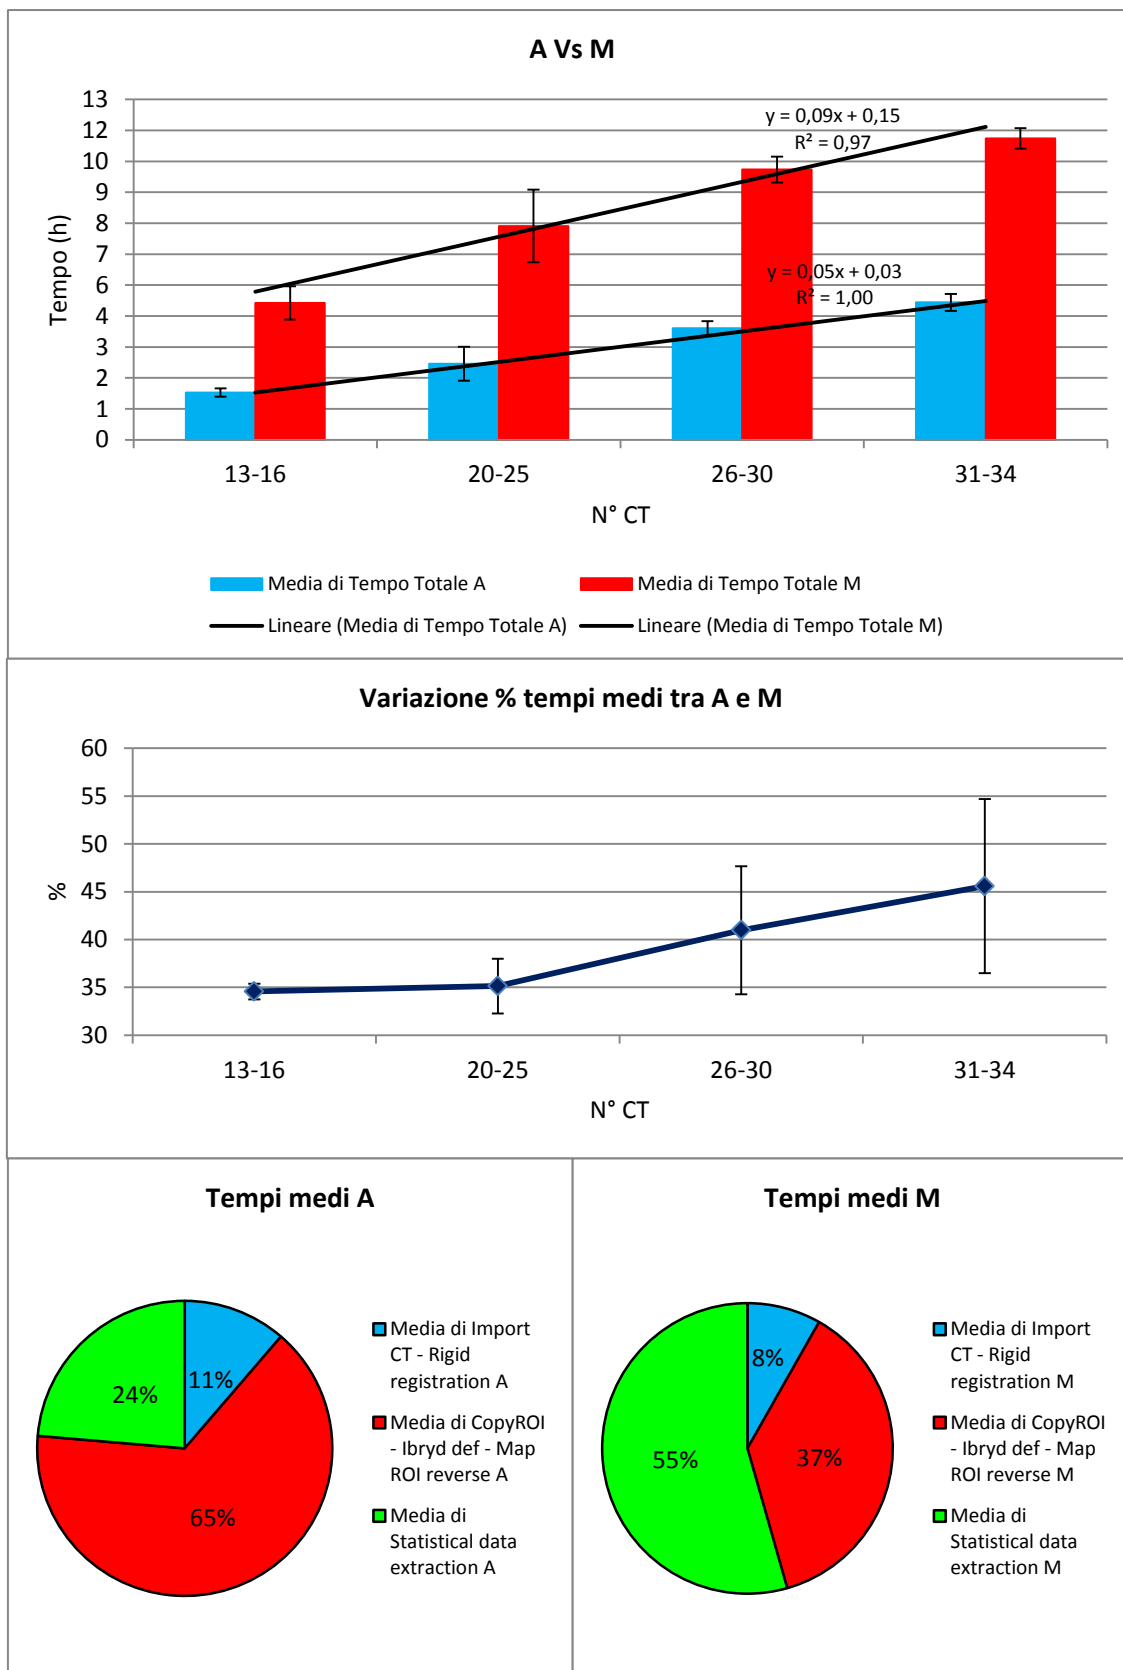 A Vs M
13
12
10
9
8
7
6
4
3
2
1
0
Tempo (h)
y = 0,09x + 0,15
R² = 0,97
y = 0,05x + 0,03
R² = 1,00
13-16 20-25 26-30 31-34
N° CT
Media di Tempo Totale A Media di Tempo Totale M
Lineare (Media di Tempo Totale A) Lineare (Media di Tempo Totale M)
Variazione % tempi medi tra A e M
60
55
50
45
40
35
30
%
13-16 20-25 26-30 31-34
N° CT
Tempi medi A
11%
24%
65%
Media di Import
CT - Rigid
registration A
Media di CopyROI
- Ibryd def - Map
ROI reverse A
Media di
Statistical data
extraction A
Tempi medi M
8%
37%
55%
Media di Import
CT - Rigid
registration M
Media di CopyROI
- Ibryd def - Map
ROI reverse M
Media di
Statistical data
extraction M